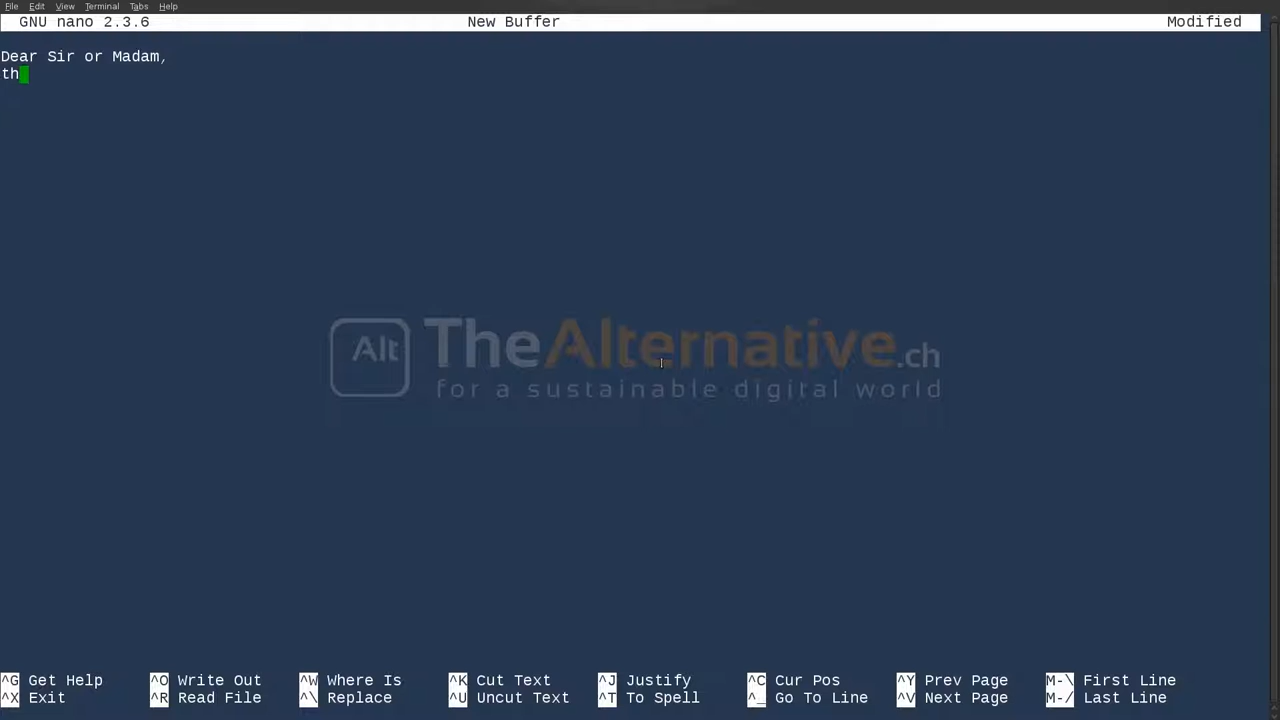 File Edit View Terminal Tabs Help
GNU nano 2.3.6 New Buffer Modified
Dear Sir or Madam,
th
Alt TheAlternative.ch
for a sustainable digital world
^G Get Help ^O Write Out ^W Where Is ^K Cut Text ^J Justify ^C Cur Pos ^Y Prev Page M-\ First Line
^X Exit ^R Read File ^\ Replace ^U Uncut Text ^T To Spell ^_ Go To Line ^V Next Page M-/ Last Line